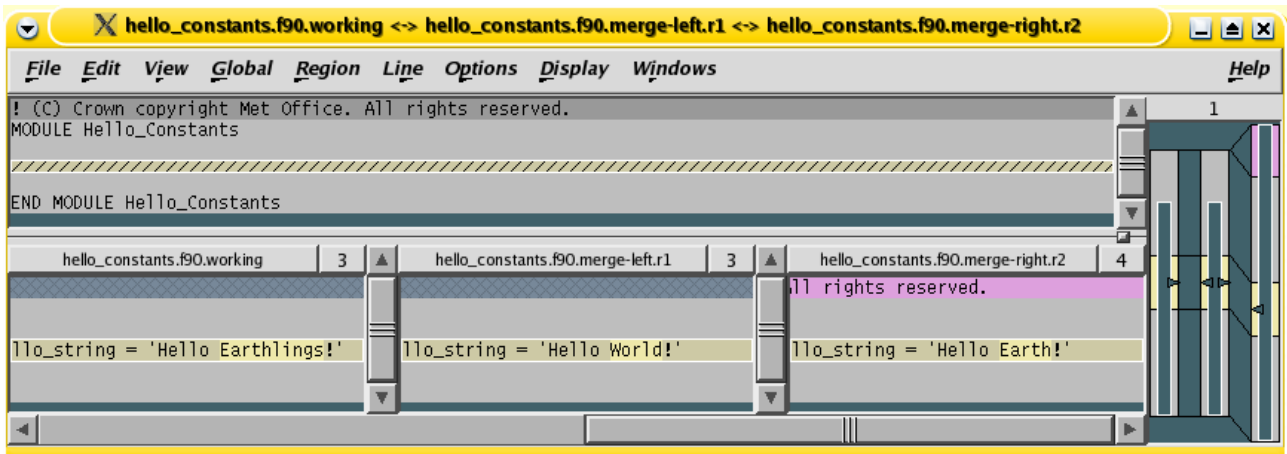 hello_constants.f90.working <-> hello_constants.f90.merge-left.r1 <-> hello_constants.f90.merge-right.r2
File Edit View Global Region Line Options Display Windows Help
! (C) Crown copyright Met Office. All rights reserved. 1
MODULE Hello_Constants
END MODULE Hello_Constants
hello_constants.f90.working 3 hello_constants.f90.merge-left.r1 3 hello_constants.f90.merge-right.r2 4
ll rights reserved.
llo_string = 'Hello Earthlings!' llo_string = 'Hello World!' llo_string = 'Hello Earth!'